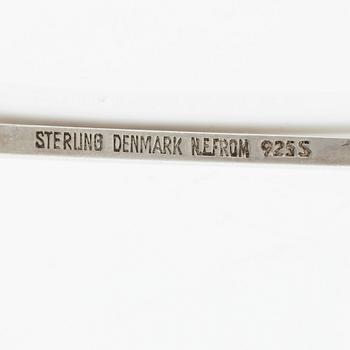 STERLING DENMARK N.E.FROM 925S